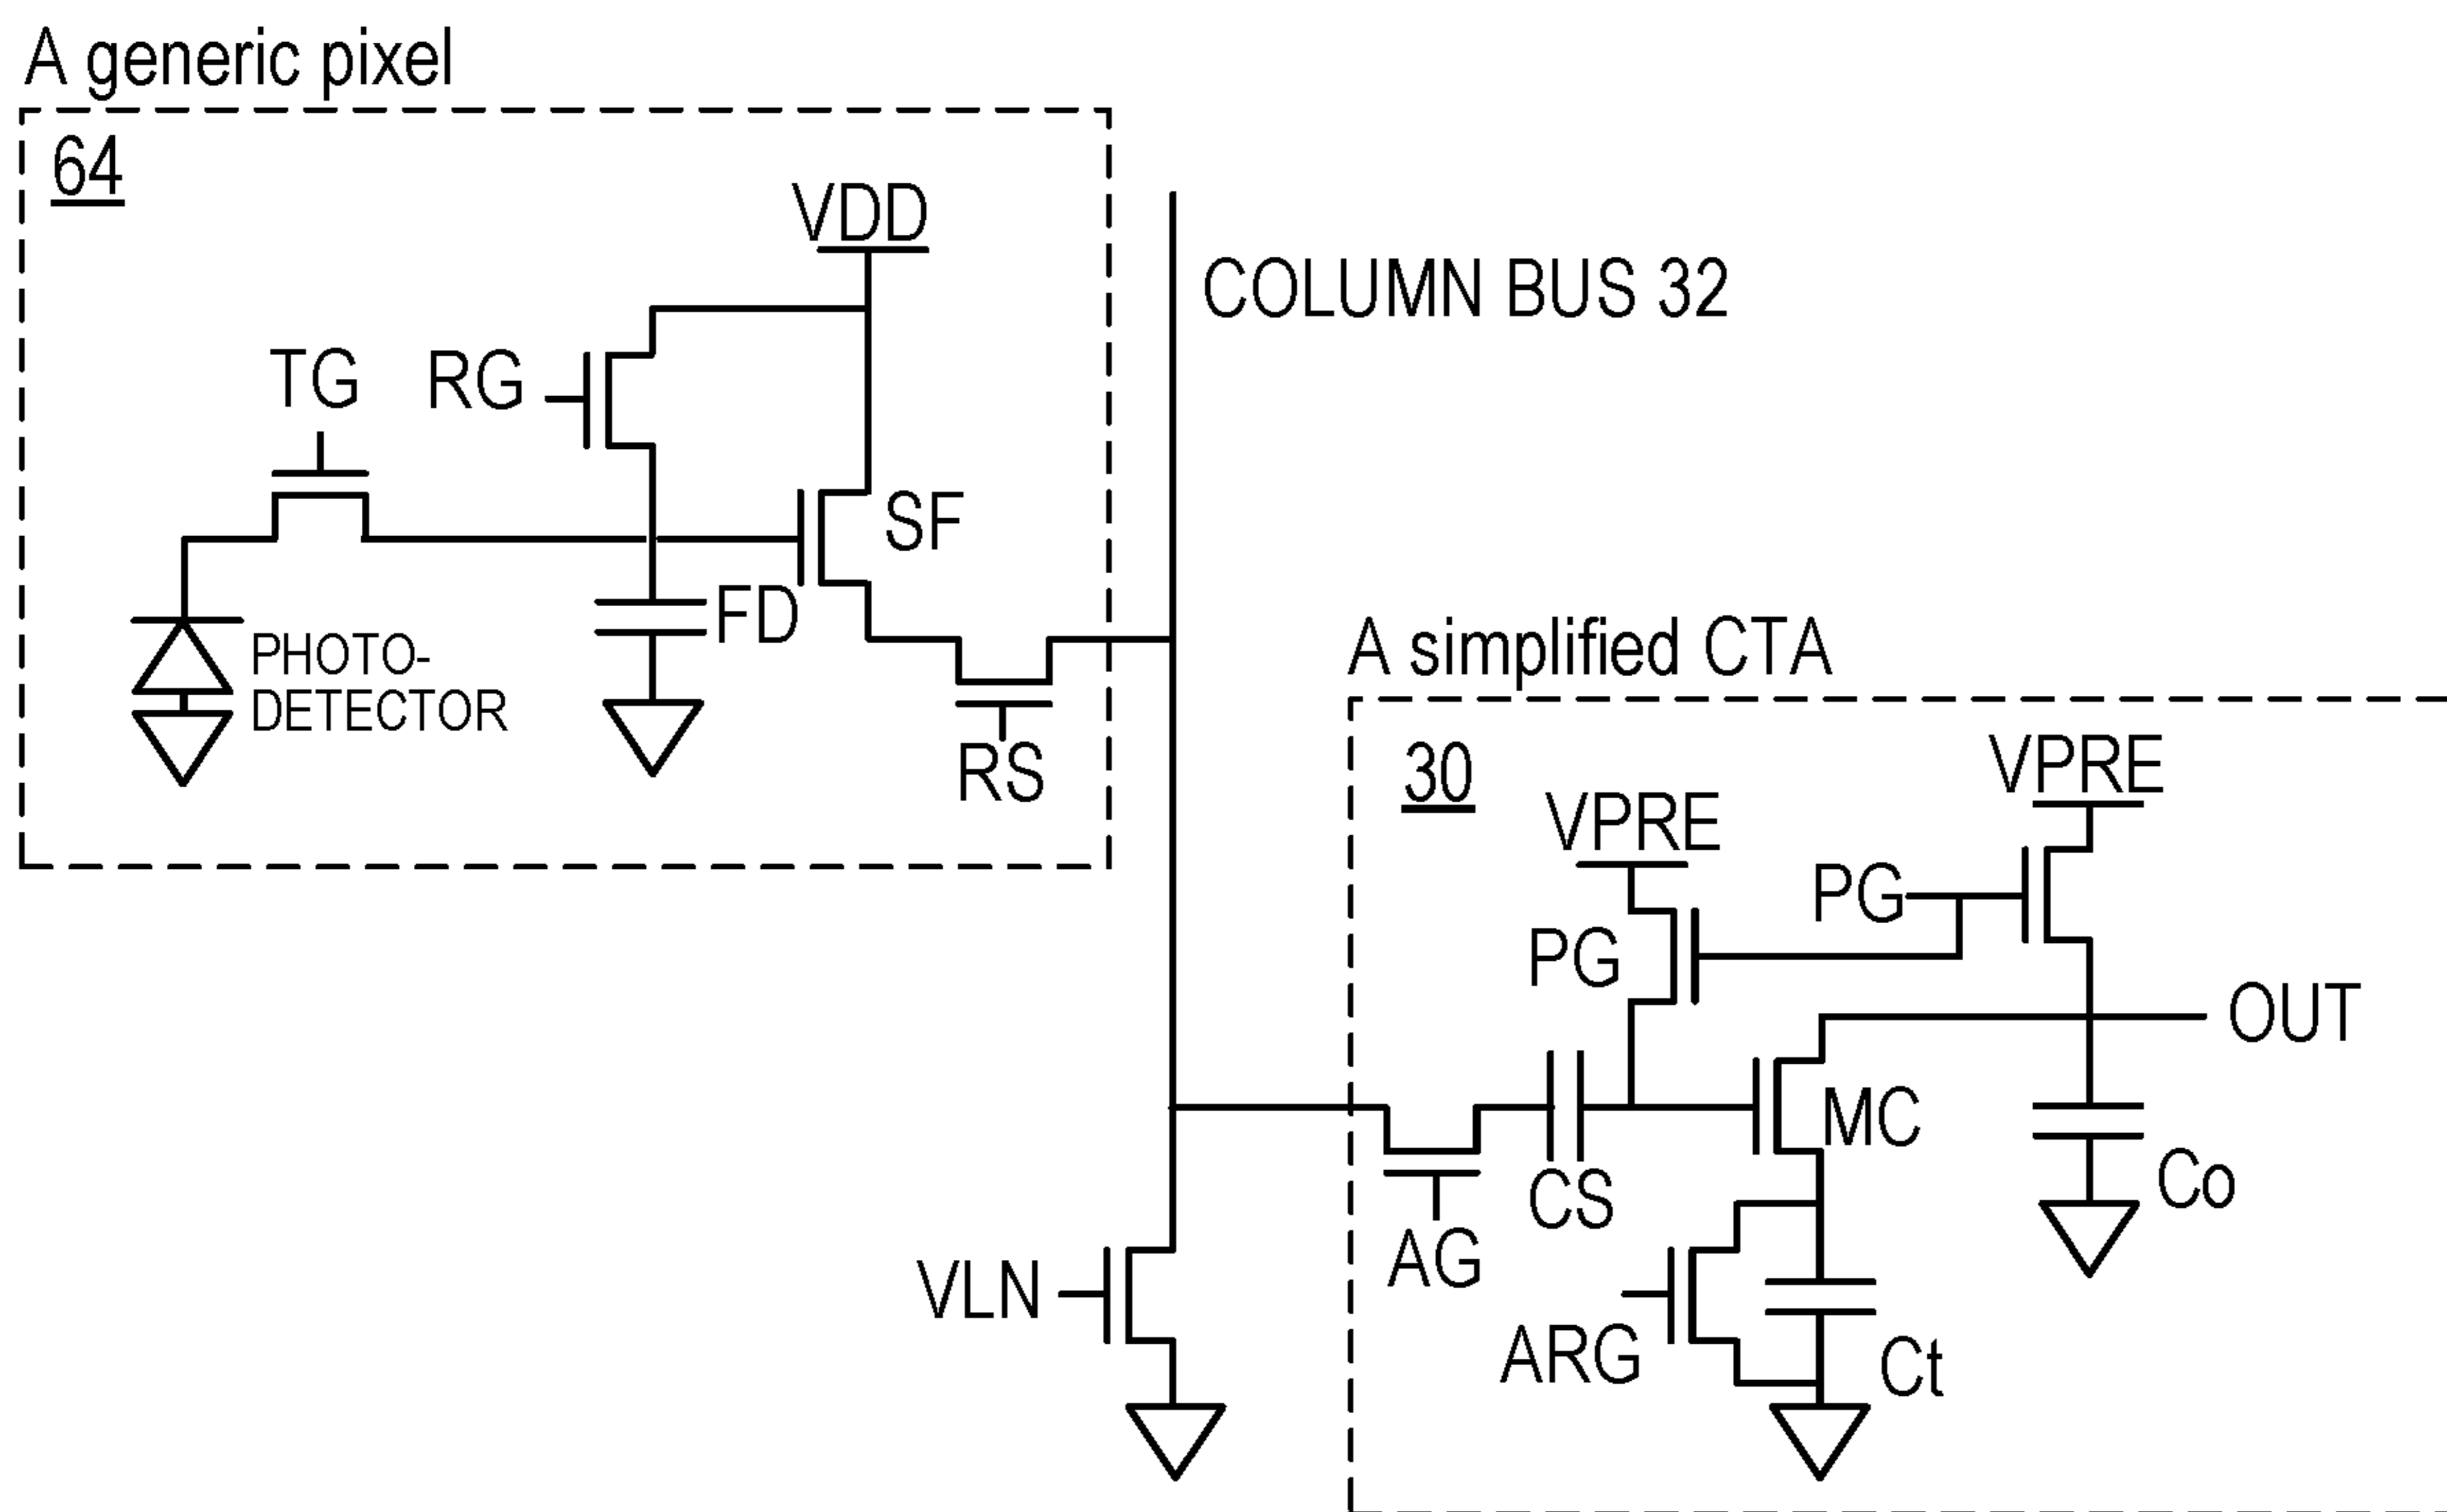 A generic pixel
64
VDD
COLUMN BUS 32
TG
RG
SF
FD
PHOTO-
DETECTOR
RS
A simplified CTA
30
VPRE
VPRE
PG
PG
OUT
MC
CS
Co
AG
VLN
ARG
Ct